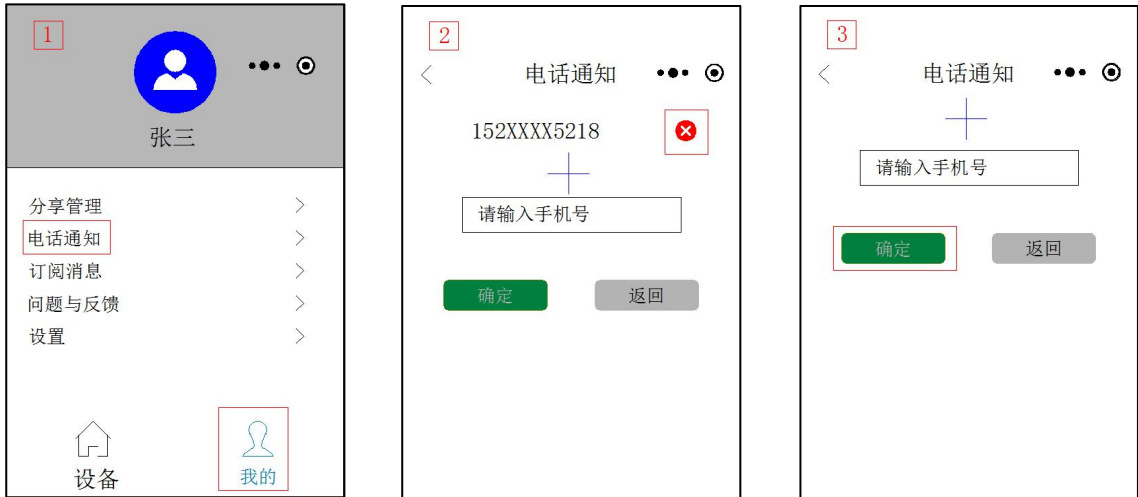 1
张三
分享管理
电话通知
订阅消息
问题与反馈
设置
设备
我的
2
电话通知
152XXXX5218
请输入手机号
确定
返回
3
电话通知
请输入手机号
确定
返回